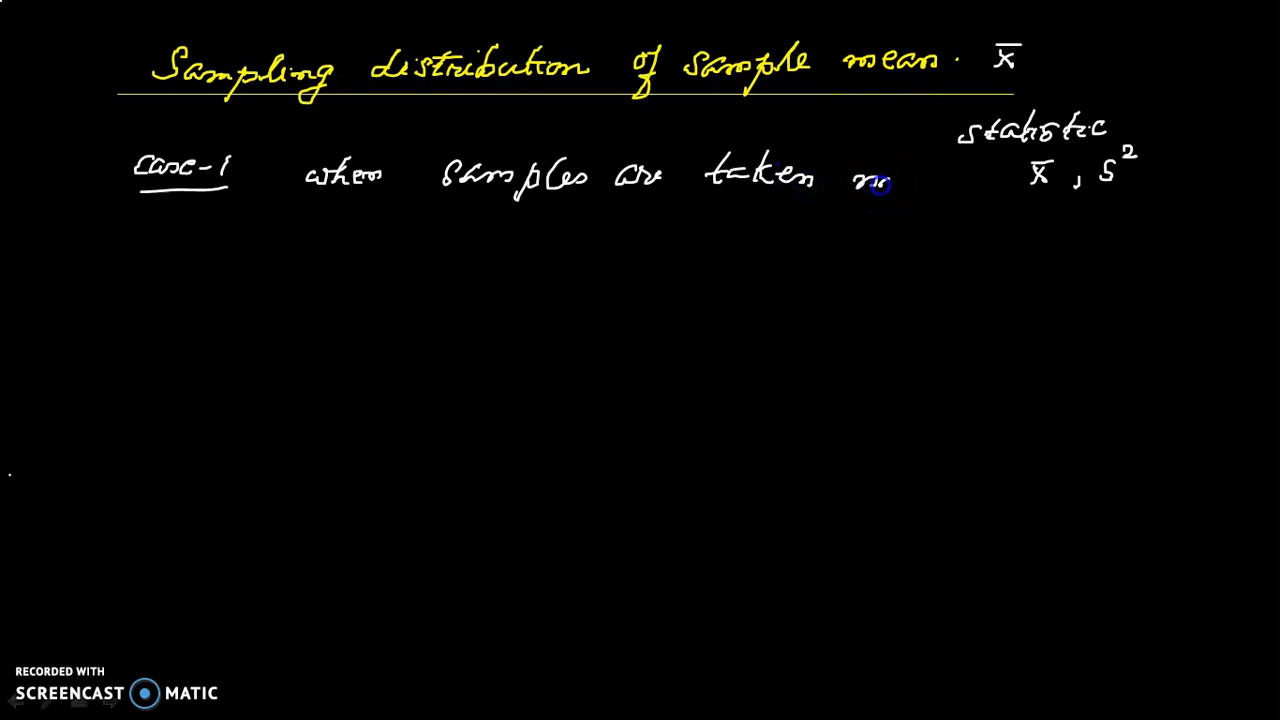 Sampling distribution of sample mean. x̅
statistic
case-1 when samples are taken
x̅, S²
RECORDED WITH
SCREENCAST MATIC